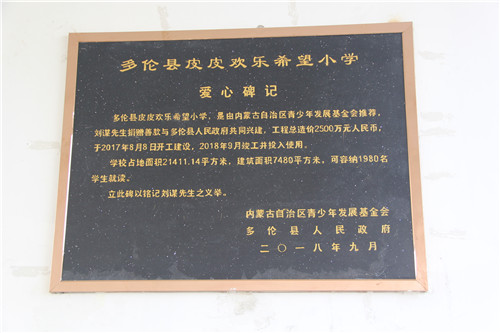 多伦县皮皮欢乐希望小学
爱心碑记
多伦县皮皮欢乐希望小学，是由内蒙古自治区青少年发展基金会推荐，
刘谋先生捐赠善款与多伦县人民政府共同兴建，工程总造价2500万元人民币，
于2017年8月8日开工建设，2018年9月竣工并投入使用。
学校占地面积21411.14平方米，建筑面积7480平方米，可容纳1980名
学生就读。
立此碑以铭记刘谋先生之义举。
内蒙古自治区青少年发展基金会
多伦县人民政府
二〇一八年九月